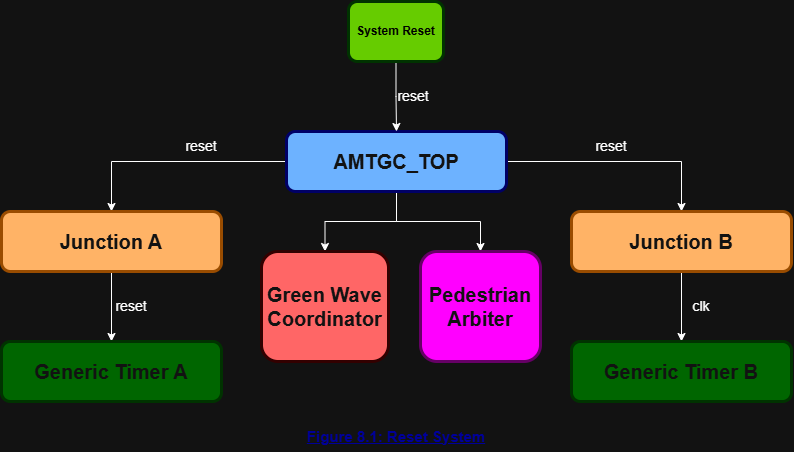 System Reset
reset
AMTGC_TOP
reset
reset
Junction A
Junction B
Green Wave
Coordinator
Pedestrian
Arbiter
reset
clk
Generic Timer A
Generic Timer B
Figure 8.1: Reset System